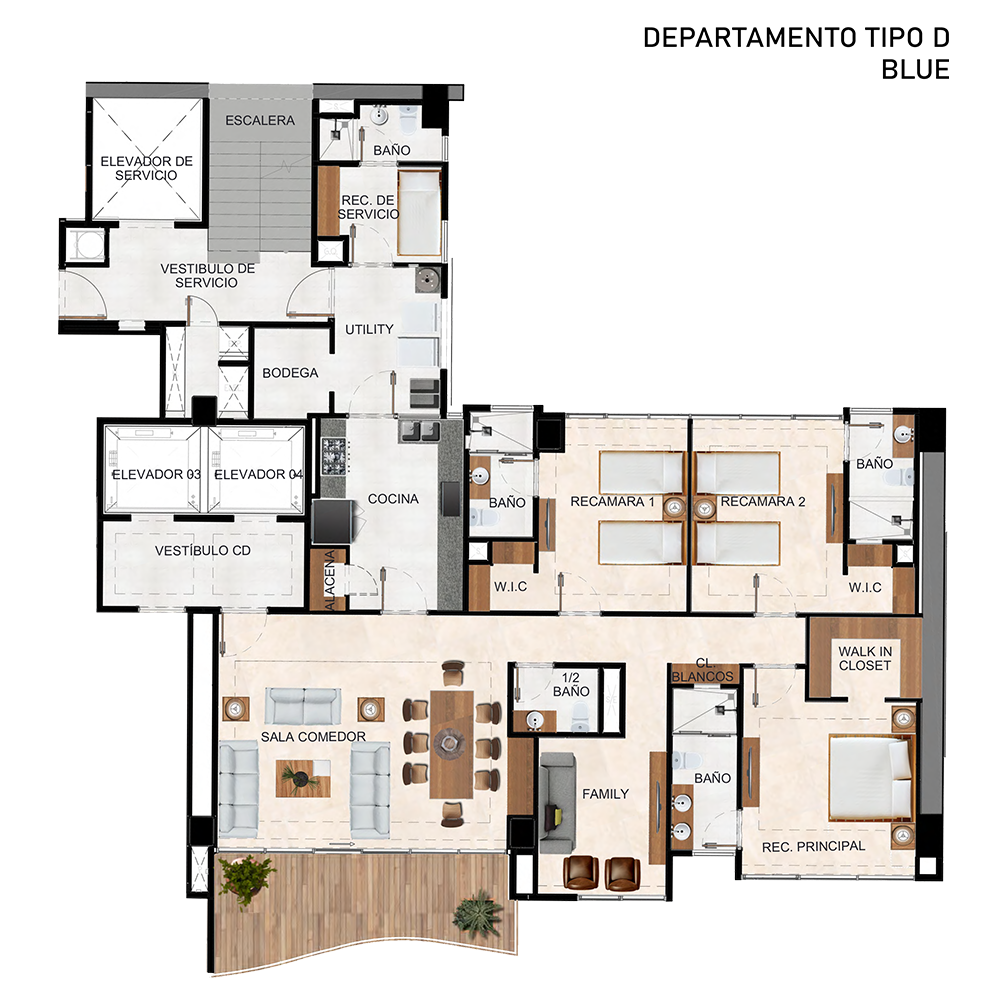 DEPARTAMENTO TIPO D
BLUE
ESCALERA
BAÑO
ELEVADOR DE
SERVICIO
REC. DE
SERVICIO
VESTIBULO DE
SERVICIO
UTILITY
BODEGA
ELEVADOR 03
ELEVADOR 04
COCINA
BAÑO
RECAMARA 1
RECAMARA 2
BAÑO
VESTÍBULO CD
ALACENA
W.I.C
W.I.C
WALK IN
CLOSET
CL.
BLANCOS
1/2
BAÑO
SALA COMEDOR
FAMILY
BAÑO
REC. PRINCIPAL